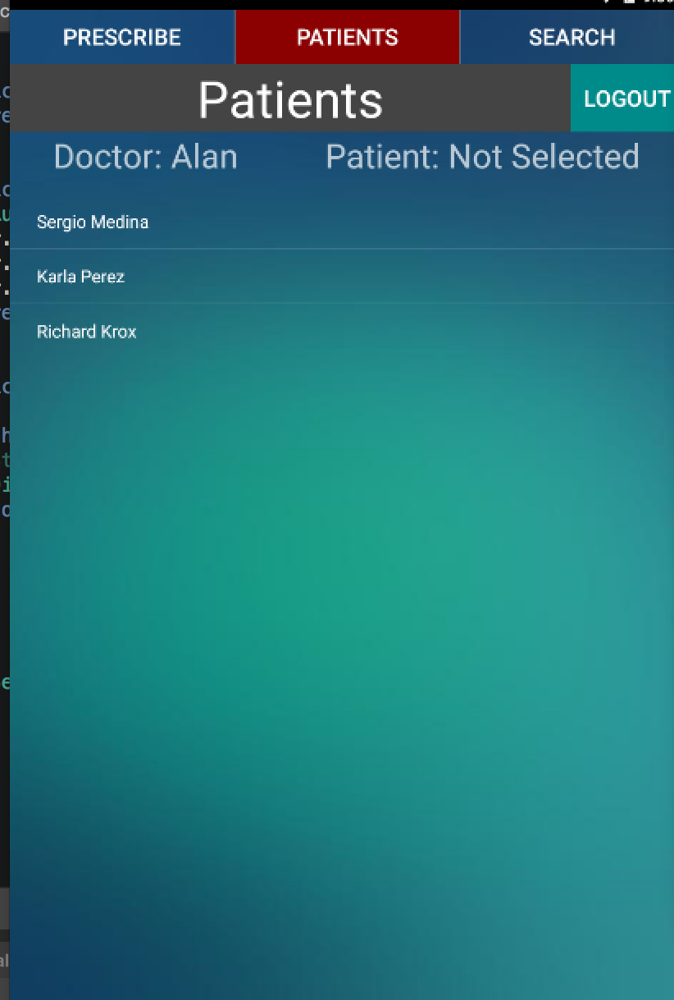 PRESCRIBE PATIENTS SEARCH
Patients LOGOUT
Doctor: Alan Patient: Not Selected
Sergio Medina
Karla Perez
Richard Krox